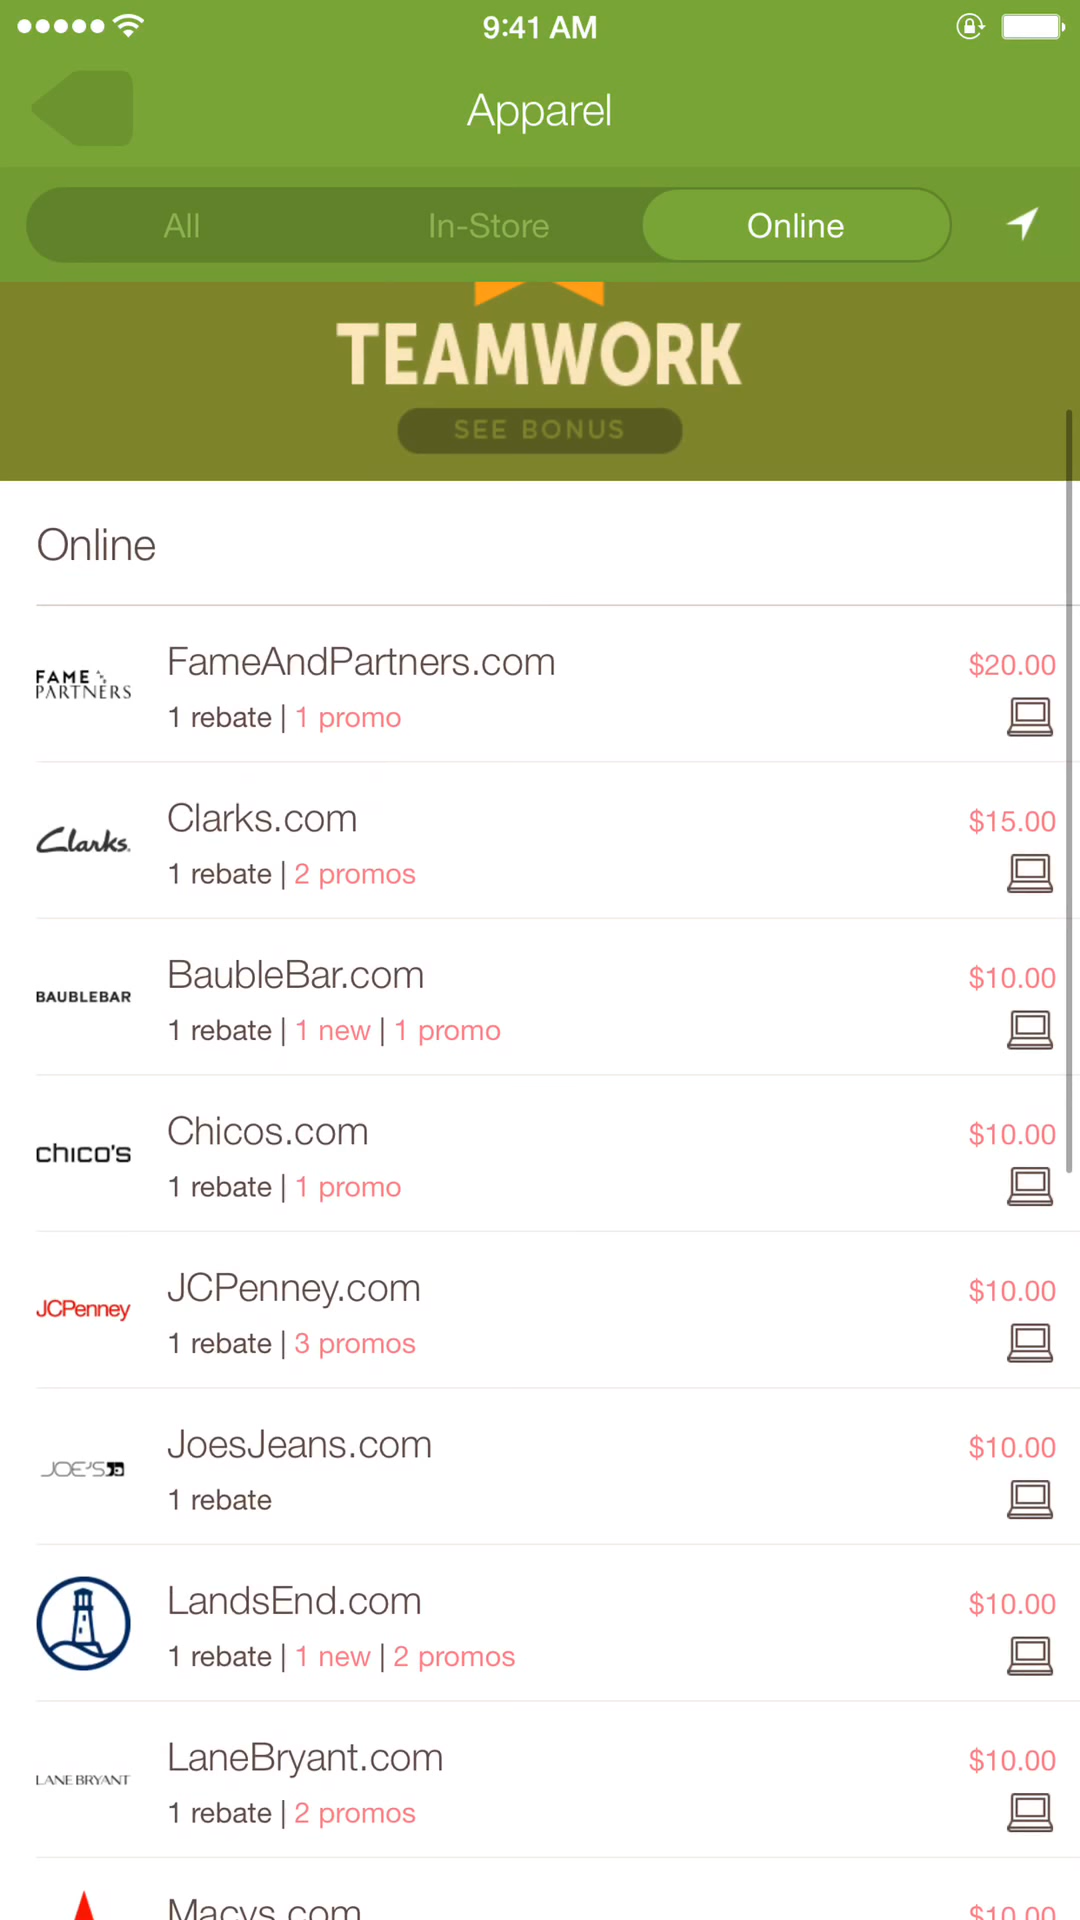 9:41 AM
Apparel
All
In-Store
Online
TEAMWORK
SEE BONUS
Online
FAME
PARTNERS
FameAndPartners.com
$20.00
1 rebate | 1 promo
Clarks.
Clarks.com
$15.00
1 rebate | 2 promos
BAUBLEBAR
BaubleBar.com
$10.00
1 rebate | 1 new | 1 promo
chico's
Chicos.com
$10.00
1 rebate | 1 promo
JCPenney
JCPenney.com
$10.00
1 rebate | 3 promos
JOE'S
JoesJeans.com
$10.00
1 rebate
LandsEnd.com
$10.00
1 rebate | 1 new | 2 promos
LANE BRYANT
LaneBryant.com
$10.00
1 rebate | 2 promos
Macys.com
$10.00